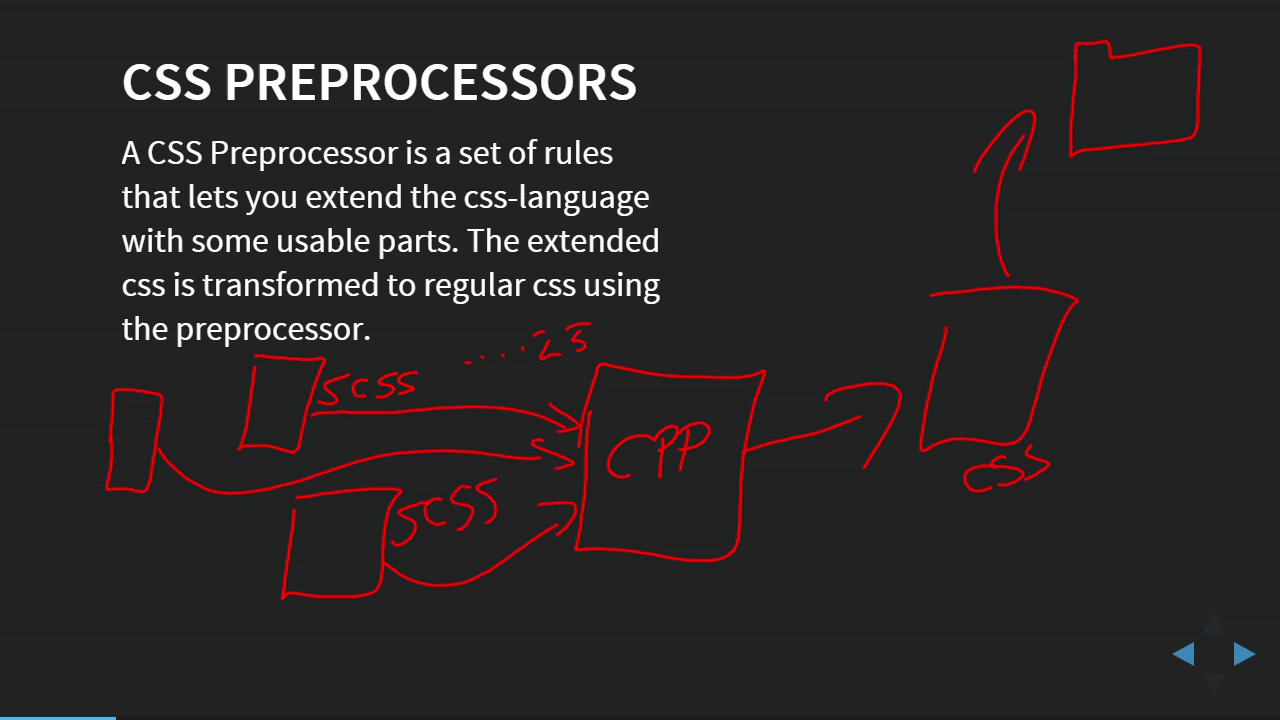 CSS PREPROCESSORS
A CSS Preprocessor is a set of rules
that lets you extend the css-language
with some usable parts. The extended
css is transformed to regular css using
the preprocessor.
SCSS .....25
CPP
CSS
SCSS